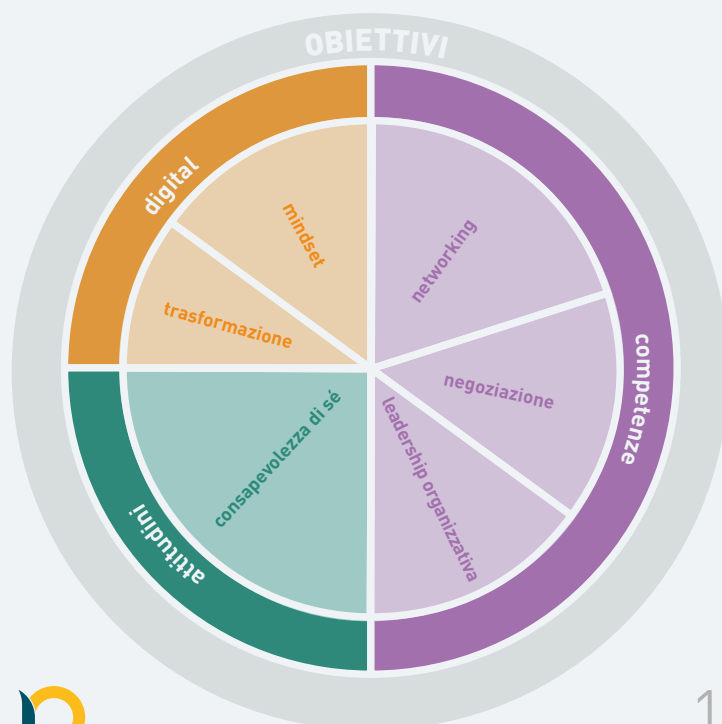 OBIETTIVI
digital
mindset
trasformazione
networking
competenze
negoziazione
leadership organizzativa
consapevolezza di sé
attitudini
1